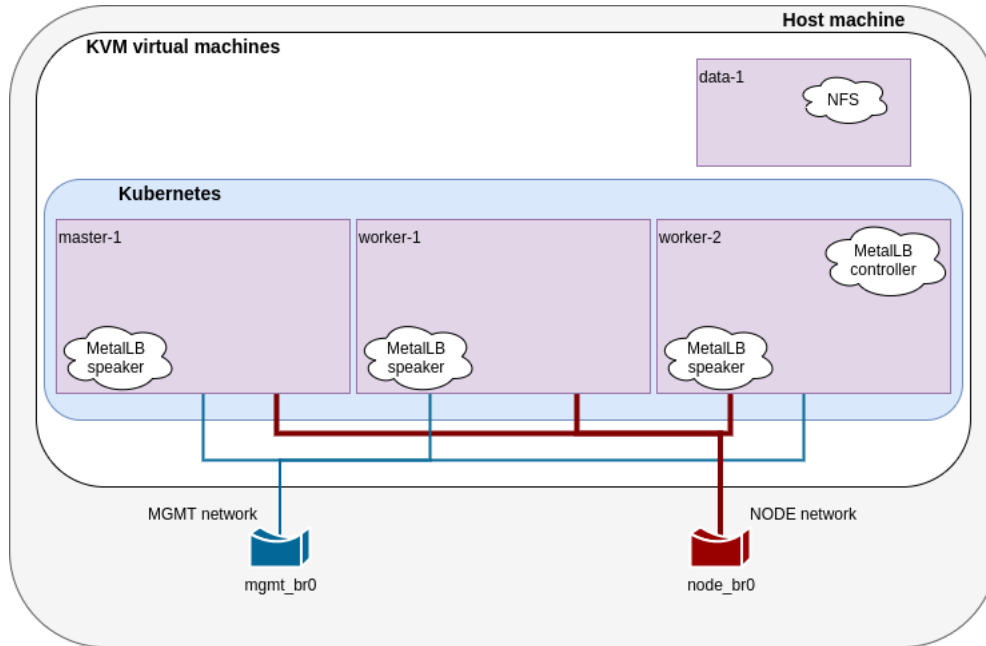 Host machine
KVM virtual machines
data-1
NFS
Kubernetes
master-1
worker-1
worker-2
MetalLB
controller
MetalLB
speaker
MetalLB
speaker
MetalLB
speaker
MGMT network
NODE network
mgmt_br0
node_br0